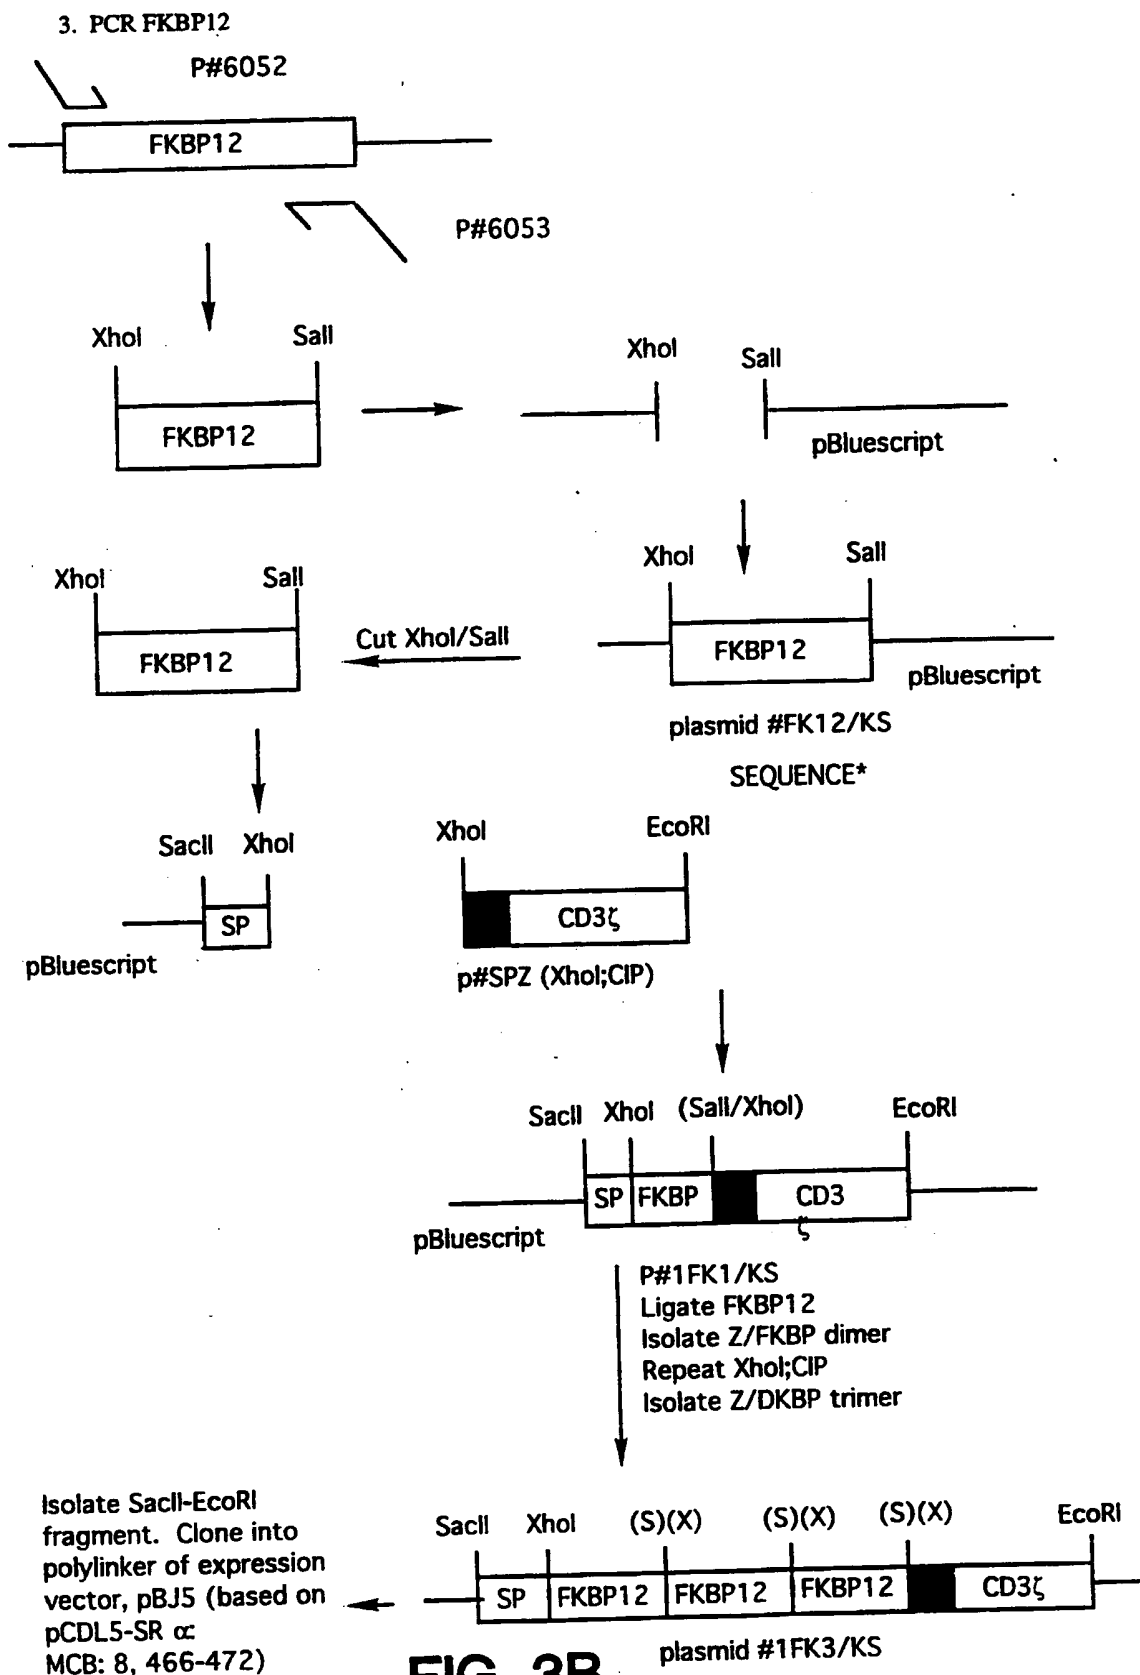 3. PCR FKBP12
P#6052
FKBP12
P#6053
XhoI SalI
FKBP12
XhoI SalI
pBluescript
XhoI SalI
FKBP12
pBluescript
plasmid #FK12/KS
SEQUENCE*
Cut XhoI/SalI
XhoI SalI
FKBP12
SacII XhoI
SP
pBluescript
XhoI EcoRI
CD3ζ
p#SPZ (XhoI;CIP)
SacII XhoI (SalI/XhoI) EcoRI
SP FKBP CD3
ζ
pBluescript
P#1FK1/KS
Ligate FKBP12
Isolate Z/FKBP dimer
Repeat XhoI;CIP
Isolate Z/DKBP trimer
SacII XhoI (S)(X) (S)(X) (S)(X) EcoRI
SP FKBP12 FKBP12 FKBP12 CD3ζ
plasmid #1FK3/KS
Isolate SacII-EcoRI
fragment. Clone into
polylinker of expression
vector, pBJ5 (based on
pCDL5-SR α:
MCB: 8, 466-472)
FIG. 3B